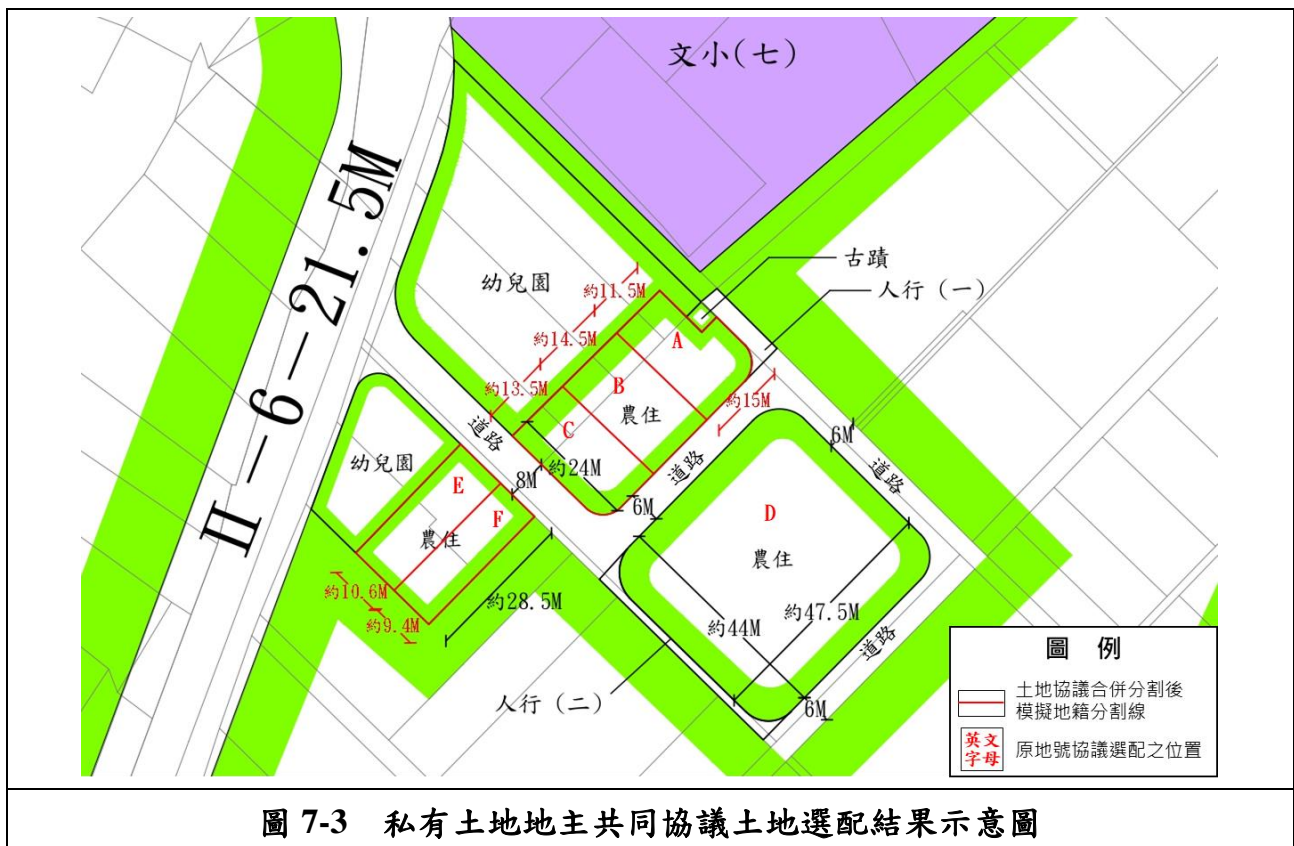 文小(七)
II—6—21.5M
古蹟
人行（一）
幼兒園
約11.5M
約14.5M
約13.5M
A
B
C
農住
約15M
道路
道路
6M
道路
約24M
8M
6M
幼兒園
E
F
農住
D
農住
約10.6M
約9.4M
約28.5M
約44M
約47.5M
道路
6M
人行（二）
圖 例
土地協議合併分割後
模擬地籍分割線
英文
字母
原地號協議選配之位置
圖 7-3 私有土地地主共同協議土地選配結果示意圖